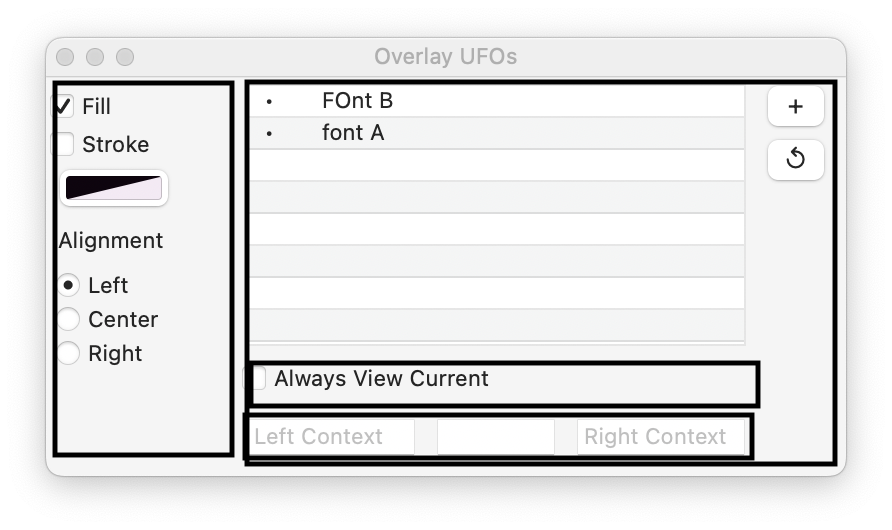 Overlay UFOs
Fill
Stroke
Alignment
Left
Center
Right
• FOnt B
• font A
+
Always View Current
Left Context
Right Context